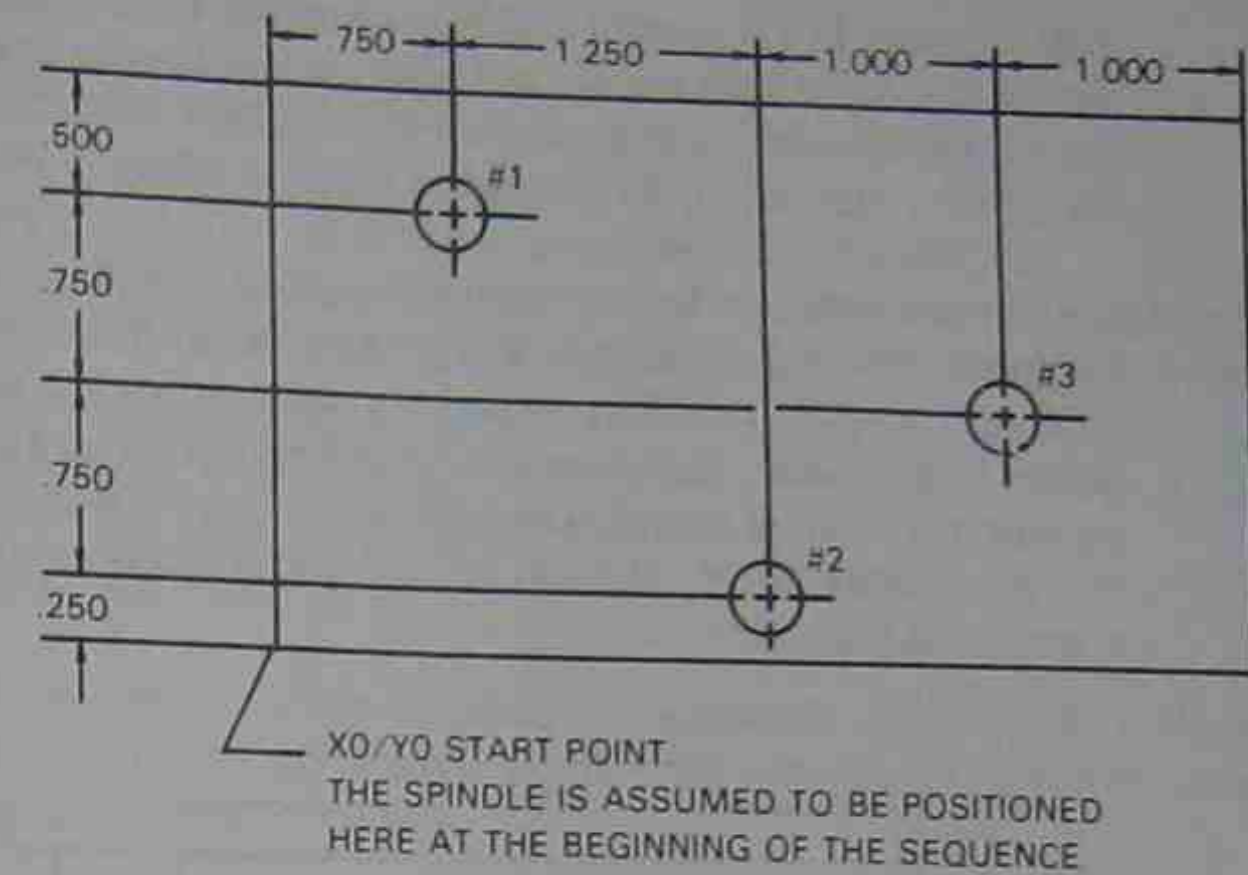 750 1.250 1.000 1.000
.500
#1
.750
#3
.750
#2
.250
X0/Y0 START POINT
THE SPINDLE IS ASSUMED TO BE POSITIONED
HERE AT THE BEGINNING OF THE SEQUENCE